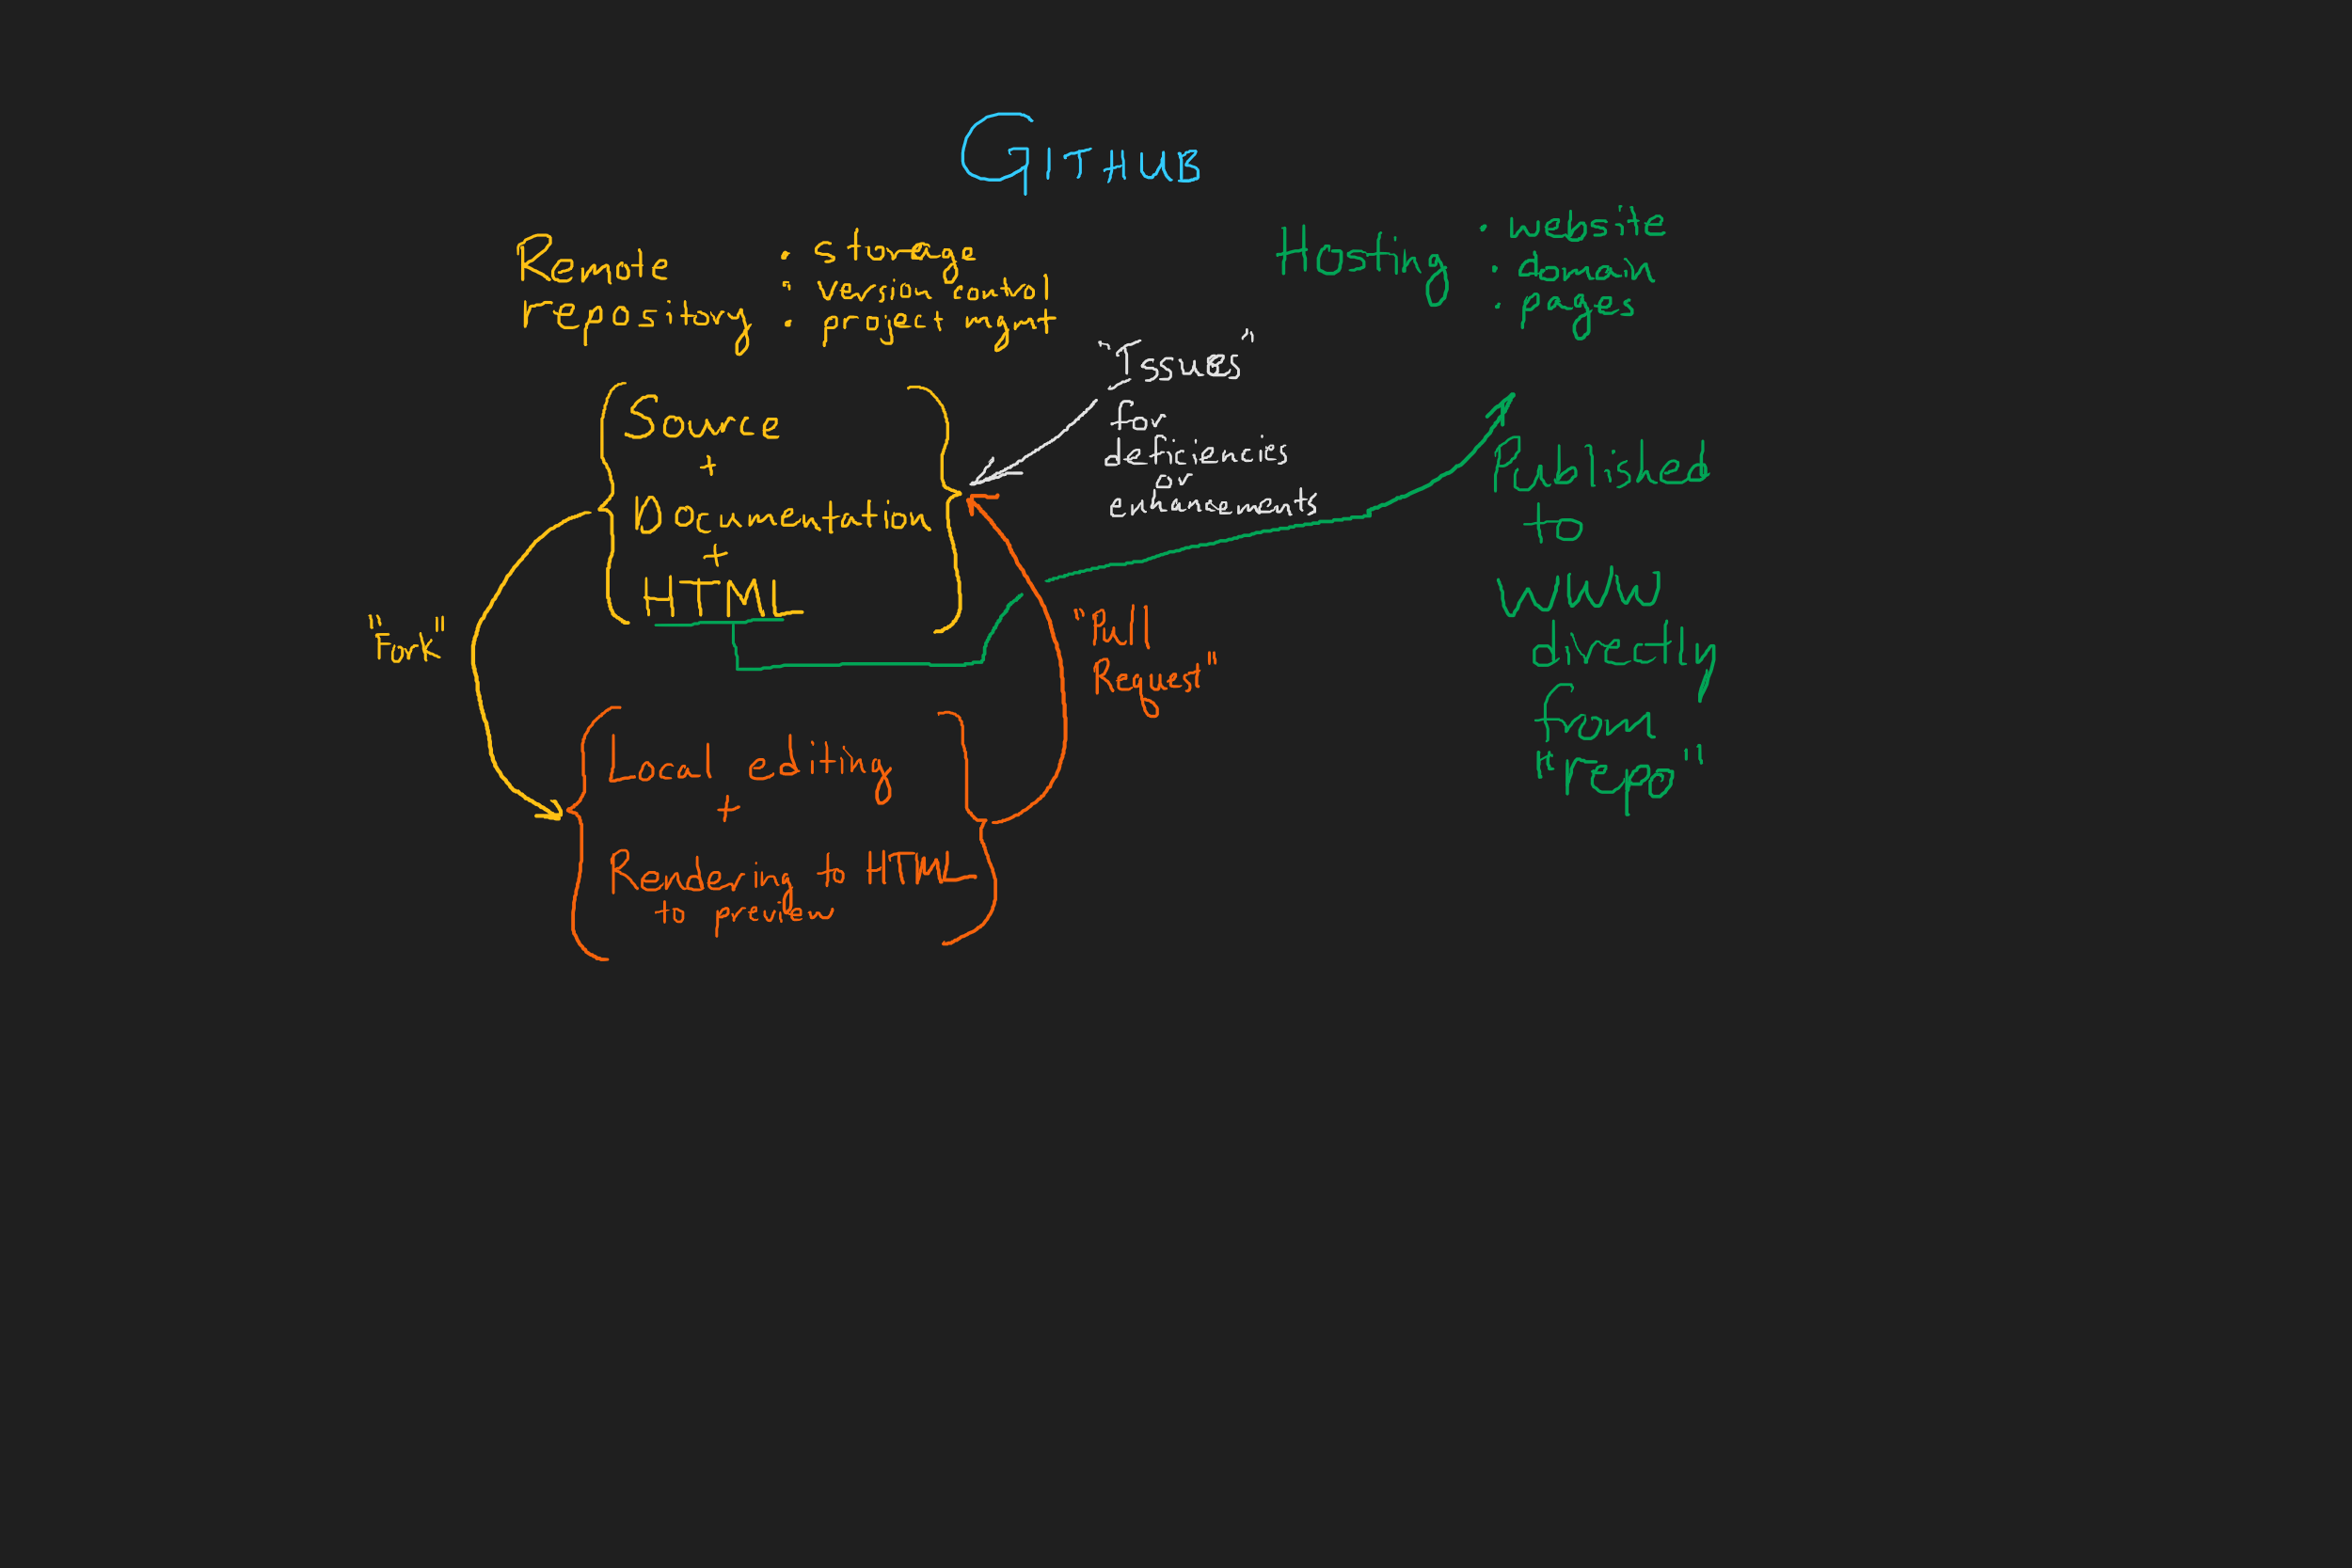 GITHUB
Remote
repository
• storage
• version control
• project mgmt
Hosting
• website
• domain
• pages
"Issues"
for
deficiencies
or
enhancements
Source
+
Documentation
+
HTML
"Fork"
"Pull
Request"
Local editing
+
Rendering to HTML
to preview
Published
to
WWW
directly
from
"repo"